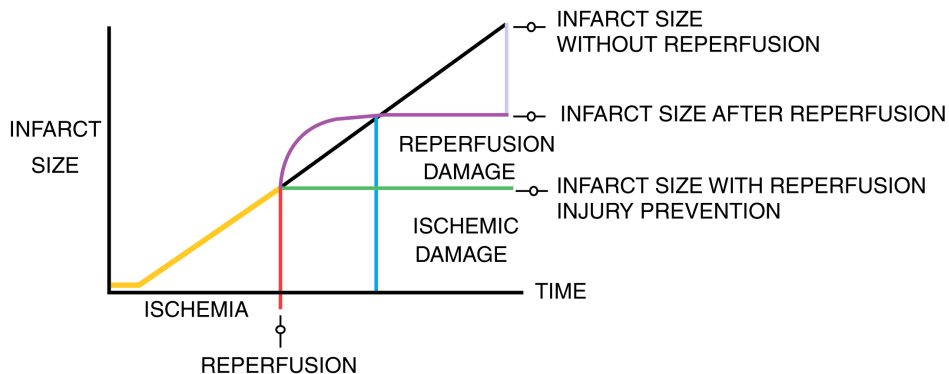 INFARCT SIZE
WITHOUT REPERFUSION
INFARCT SIZE AFTER REPERFUSION
INFARCT
SIZE
REPERFUSION
DAMAGE
INFARCT SIZE WITH REPERFUSION
INJURY PREVENTION
ISCHEMIC
DAMAGE
TIME
ISCHEMIA
REPERFUSION